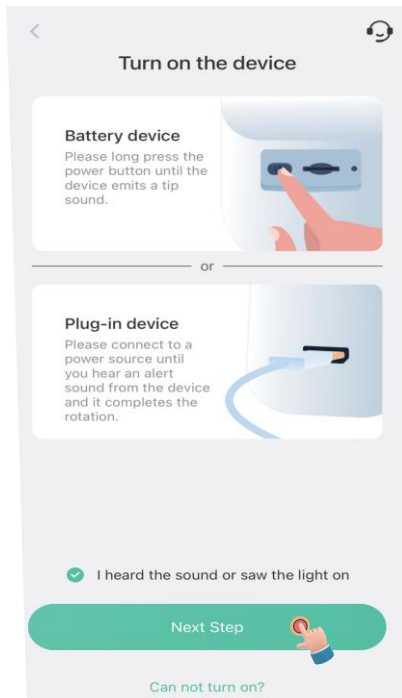 Turn on the device
Battery device
Please long press the
power button until the
device emits a tip
sound.
or
Plug-in device
Please connect to a
power source until
you hear an alert
sound from the device
and it completes the
rotation.
I heard the sound or saw the light on
Next Step
Can not turn on?